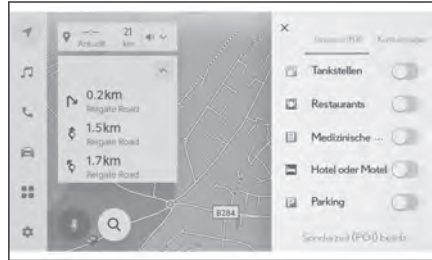 -:-- 21
Ankunft km
0.2km
Reigate Road
1.5km
Reigate Road
1.7km
Reigate Road
B284
Tankstellen
Restaurants
Medizinische ...
Hotel oder Motel
Parking